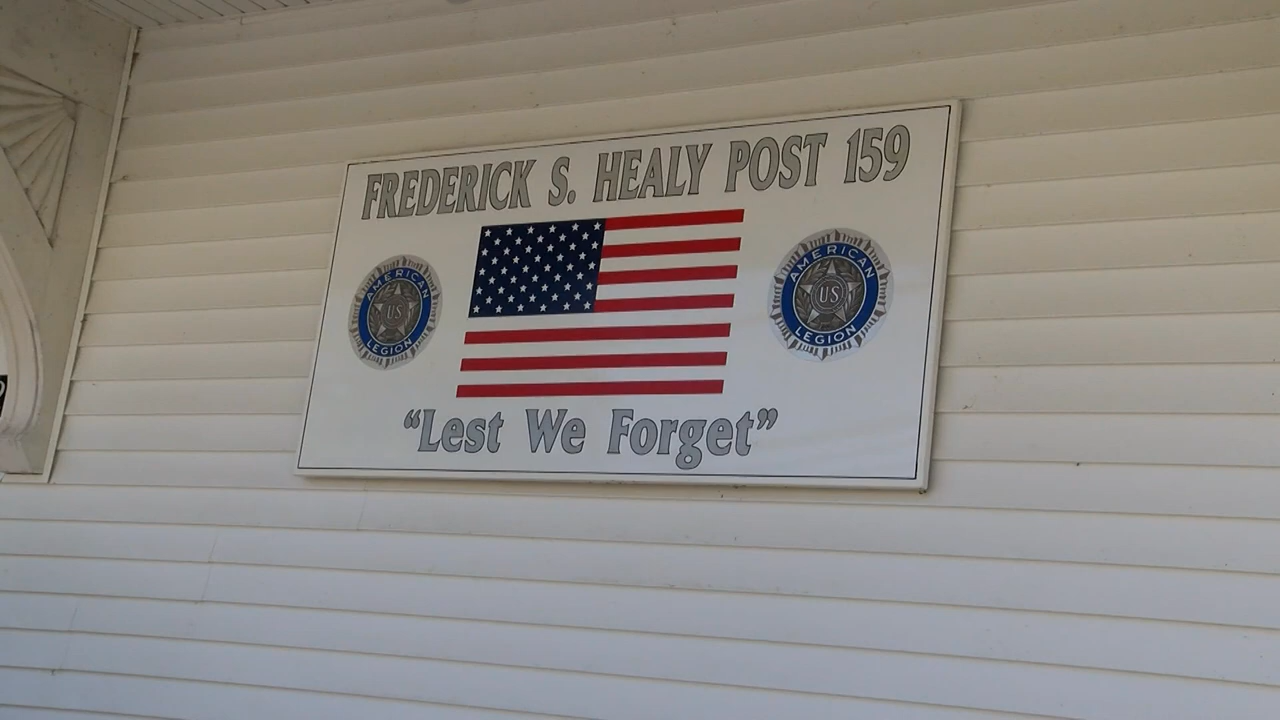 FREDERICK S. HEALY POST 159
AMERICAN
US
LEGION
AMERICAN
US
LEGION
“Lest We Forget”